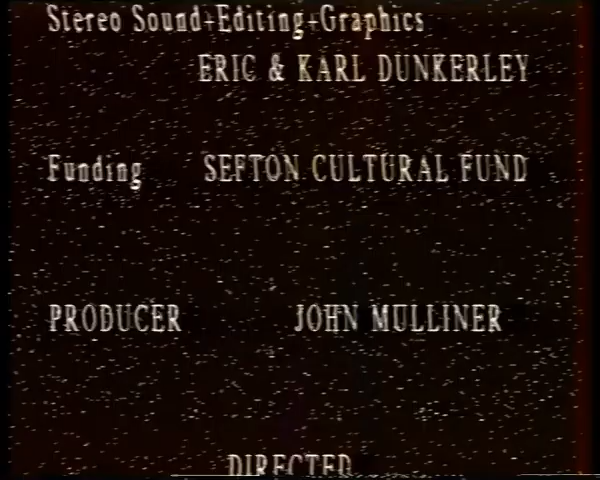 Stereo Sound+Editing+Graphics
ERIC & KARL DUNKERLEY
Funding SEFTON CULTURAL FUND
PRODUCER JOHN MULLINER
DIRECTED